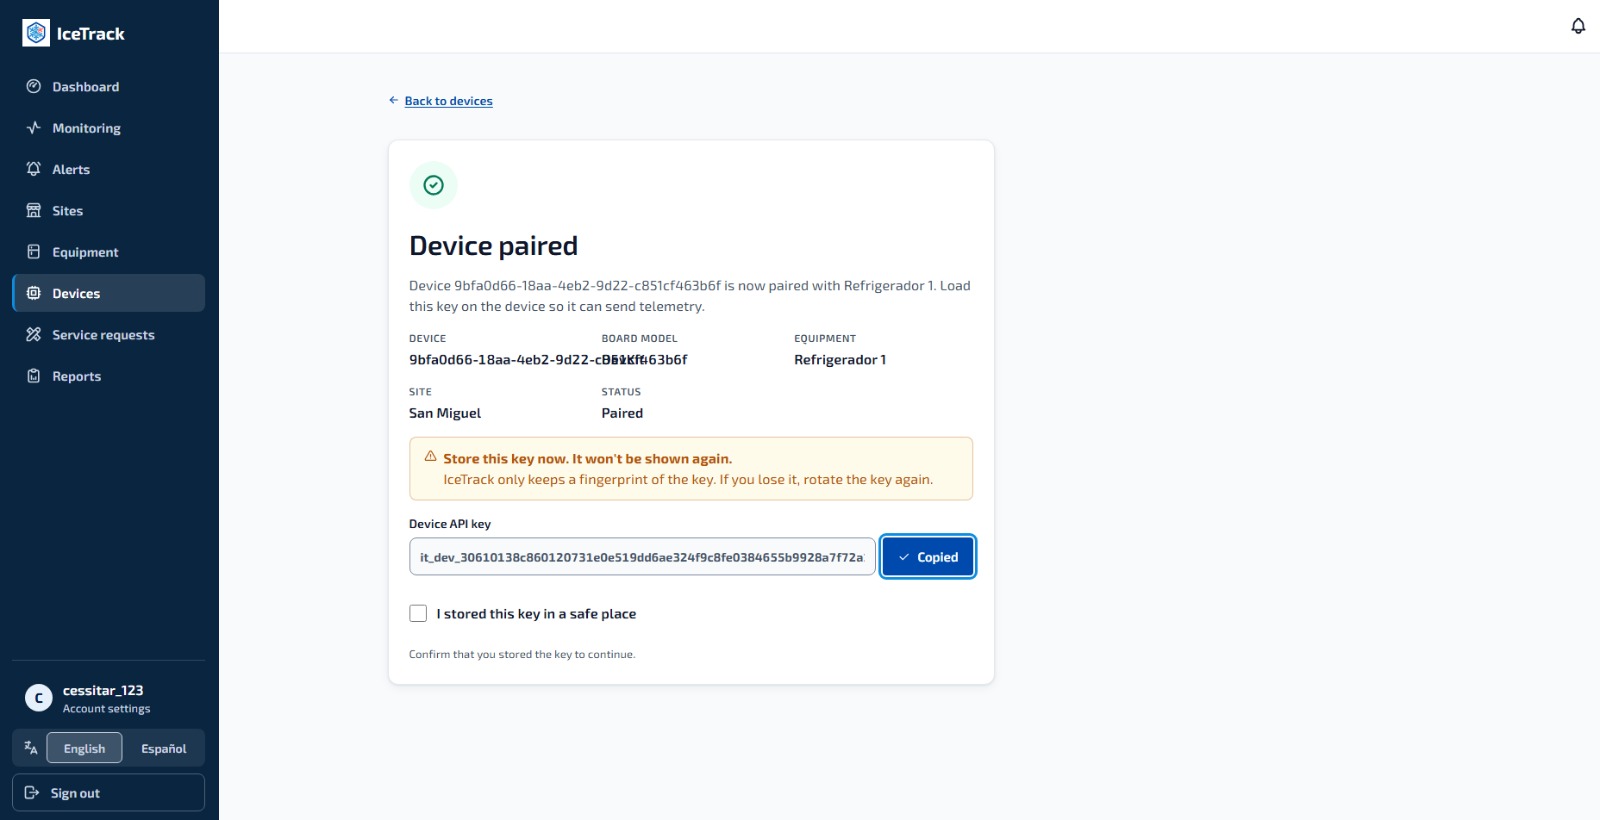 IceTrack
Dashboard
Monitoring
Alerts
Sites
Equipment
Devices
Service requests
Reports
C
cessitar_123
Account settings
English
Español
Sign out
← Back to devices
Device paired
Device 9bfa0d66-18aa-4eb2-9d22-c851cf463b6f is now paired with Refrigerador 1. Load
this key on the device so it can send telemetry.
DEVICE
9bfa0d66-18aa-4eb2-9d22-c851cf463b6f
BOARD MODEL
EQUIPMENT
Refrigerador 1
SITE
San Miguel
STATUS
Paired
Store this key now. It won't be shown again.
IceTrack only keeps a fingerprint of the key. If you lose it, rotate the key again.
Device API key
it_dev_30610138c860120731e0e519dd6ae324f9c8fe0384655b9928a7f72a
Copied
I stored this key in a safe place
Confirm that you stored the key to continue.